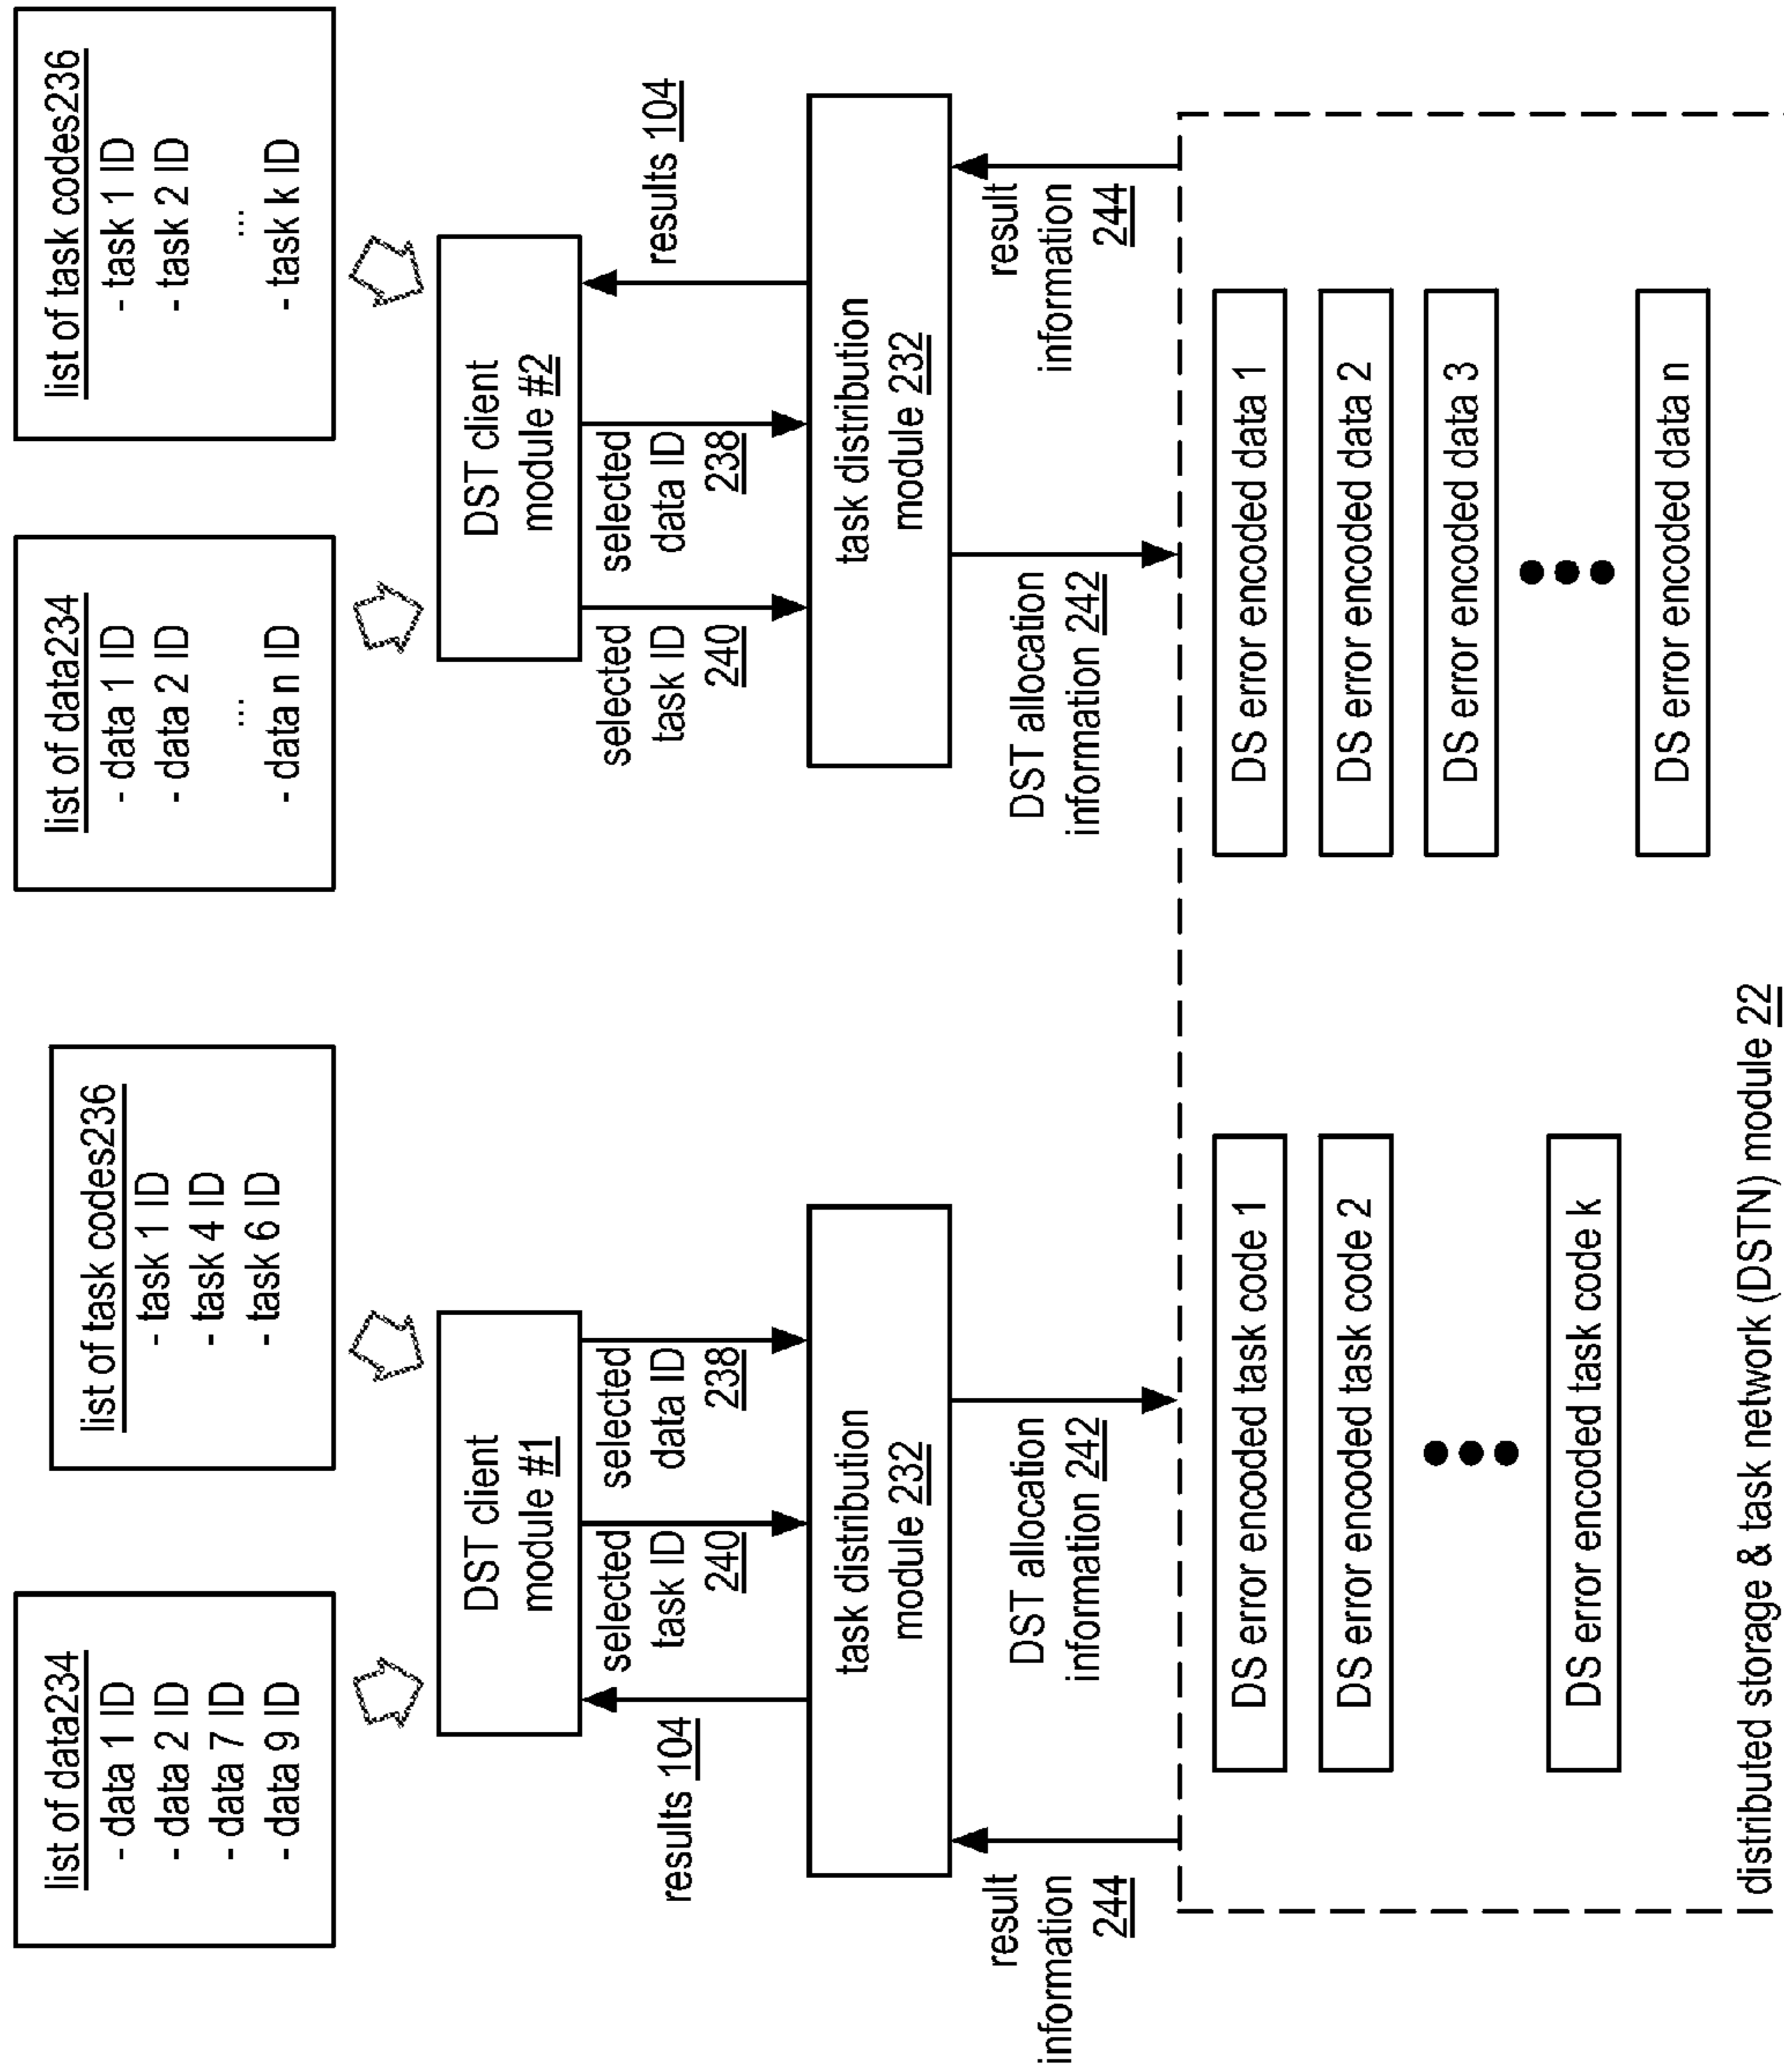 list of data234
- data 1 ID
- data 2 ID
- data 7 ID
- data 9 ID
list of task codes236
- task 1 ID
- task 4 ID
- task 6 ID
list of data234
- data 1 ID
- data 2 ID
...
- data n ID
list of task codes236
- task 1 ID
- task 2 ID
...
- task k ID
DST client
module #1
DST client
module #2
results 104
selected
task ID
240
selected
data ID
238
selected
task ID
240
selected
data ID
238
results 104
task distribution
module 232
task distribution
module 232
result
information
244
DST allocation
information 242
DST allocation
information 242
result
information
244
DS error encoded task code 1
DS error encoded task code 2
DS error encoded task code k
DS error encoded data 1
DS error encoded data 2
DS error encoded data 3
DS error encoded data n
distributed storage & task network (DSTN) module 22